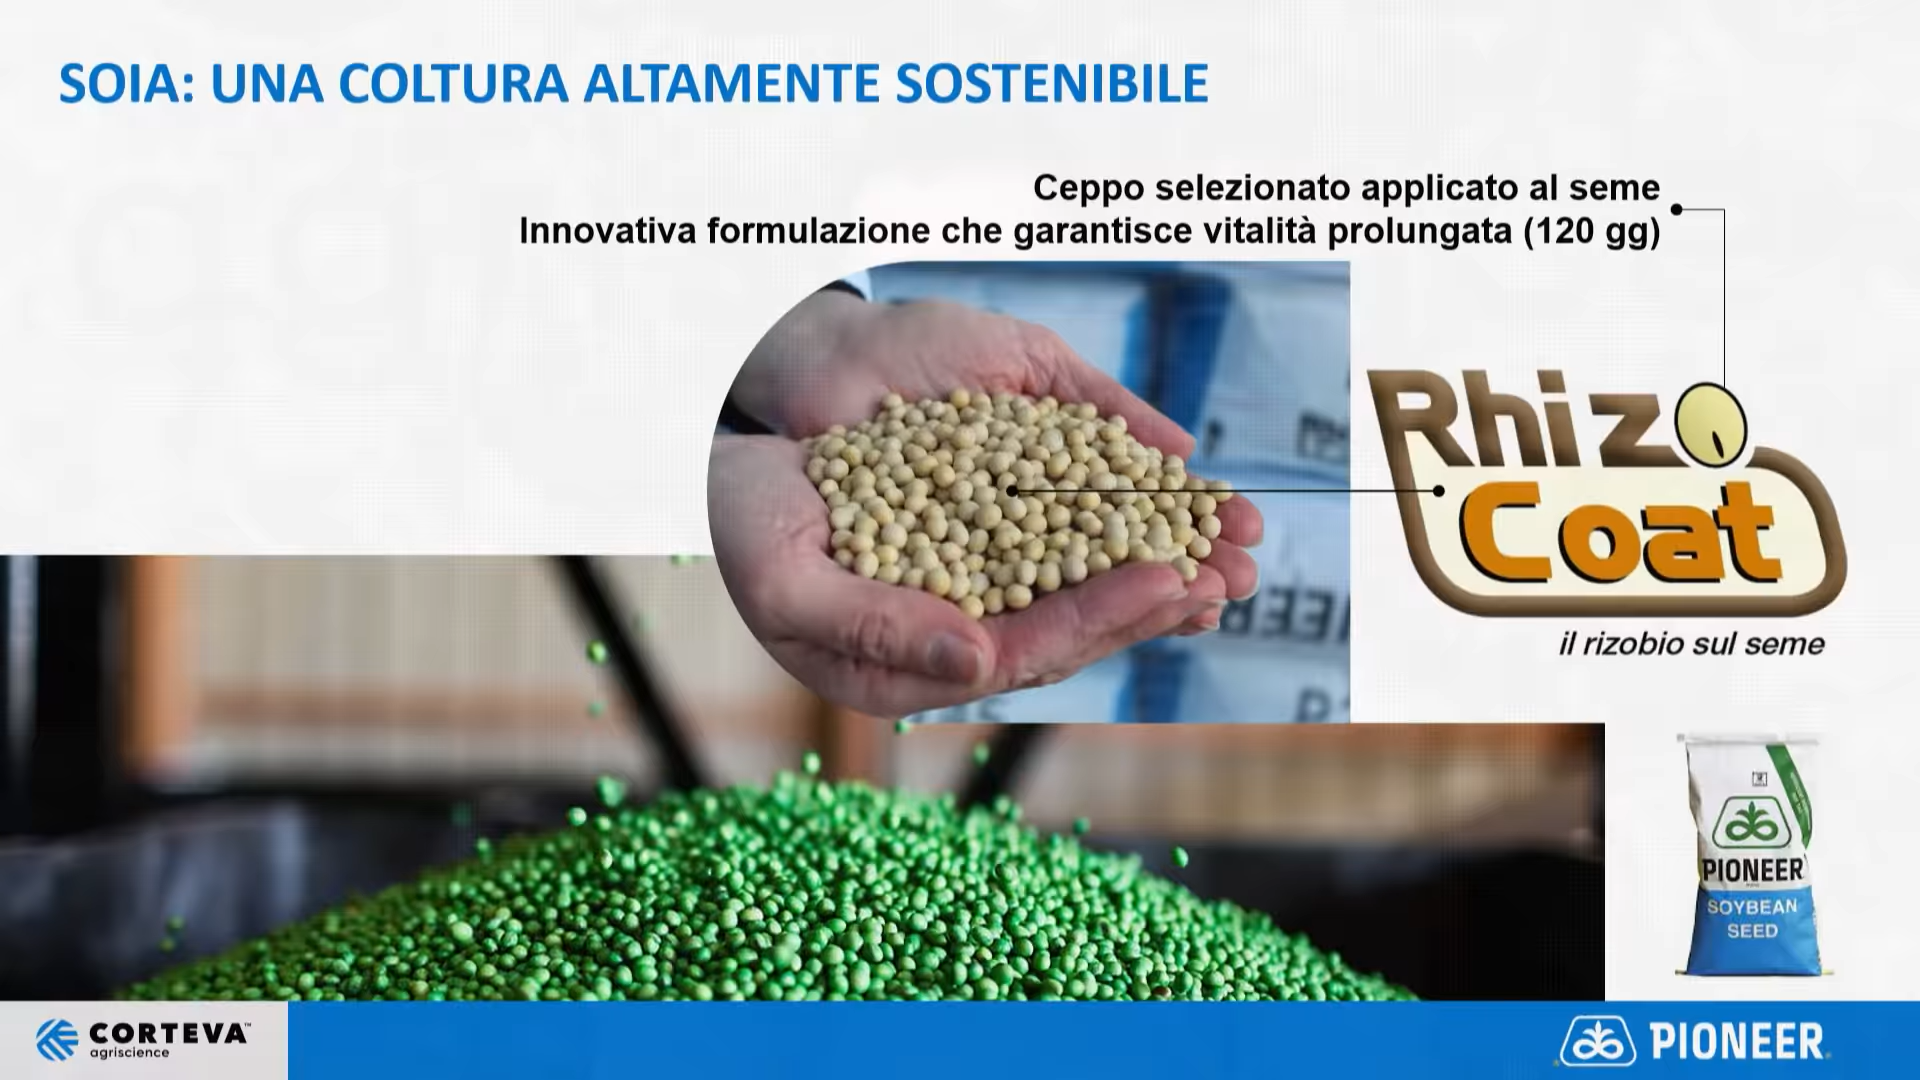 SOIA: UNA COLTURA ALTAMENTE SOSTENIBILE
Ceppo selezionato applicato al seme
Innovativa formulazione che garantisce vitalità prolungata (120 gg)
Rhizo
Coat
il rizobio sul seme
PIONEER
SOYBEAN
SEED
CORTEVA™
agriscience
PIONEER